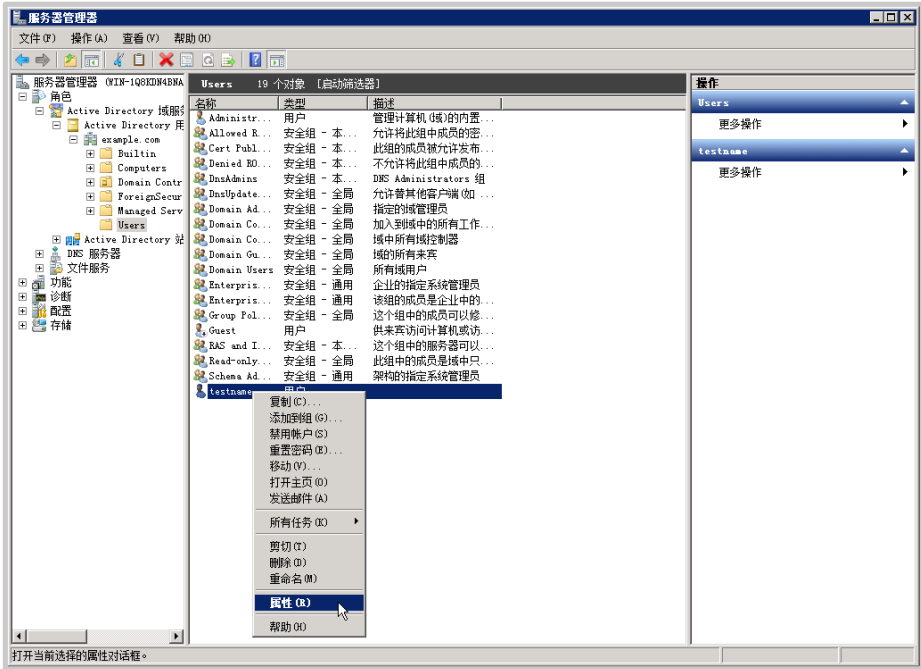 服务器管理器
文件(F) 操作(A) 查看(V) 帮助(H)
服务器管理器 (WIN-1Q8KDN4BNA
角色
Active Directory 域服务
Active Directory 用
example.com
Builtin
Computers
Domain Contr
ForeignSecur
Managed Serv
Users
Active Directory 站
DNS 服务器
文件服务
功能
诊断
配置
存储
Users 19 个对象 [启动筛选器]
名称 类型 描述
Administr... 用户 管理计算机(域)的内置...
Allowed R... 安全组 - 本... 允许将此组中成员的密...
Cert Publ... 安全组 - 本... 此组的成员被允许发布...
Denied RO... 安全组 - 本... 不允许将此组中成员的...
DnsAdmins 安全组 - 本... DNS Administrators 组
DnsUpdate... 安全组 - 全局 允许替其他客户端(如 ...
Domain Ad... 安全组 - 全局 指定的域管理员
Domain Co... 安全组 - 全局 加入到域中的所有工作...
Domain Co... 安全组 - 全局 域中所有域控制器
Domain Gu... 安全组 - 全局 域的所有来宾
Domain Users 安全组 - 全局 所有域用户
Enterpris... 安全组 - 通用 企业的指定系统管理员
Enterpris... 安全组 - 通用 该组的成员是企业中的...
Group Pol... 安全组 - 全局 这个组中的成员可以修...
Guest 用户 供来宾访问计算机或访...
RAS and I... 安全组 - 本... 这个组中的服务器可以...
Read-only... 安全组 - 全局 此组中的成员是域中只...
Schema Ad... 安全组 - 通用 架构的指定系统管理员
testname 用户
复制(C)...
添加到组(G)...
禁用帐户(S)
重置密码(E)...
移动(V)...
打开主页(O)
发送邮件(A)
所有任务(K)
剪切(T)
删除(D)
重命名(M)
属性(R)
帮助(H)
操作
Users
更多操作
testname
更多操作
打开当前选择的属性对话框。